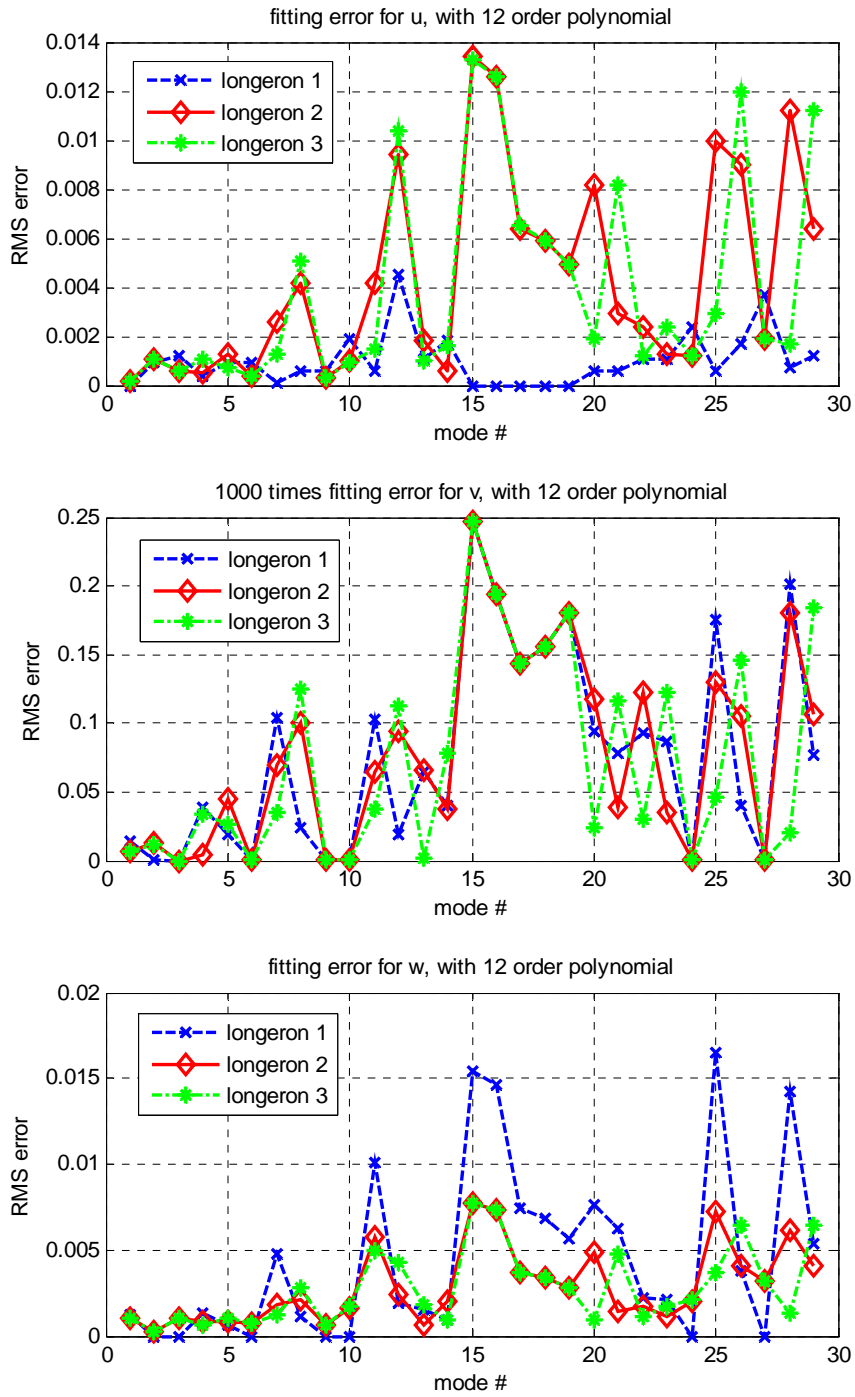 fitting error for u, with 12 order polynomial
0.014
0.012
0.01
0.008
0.006
0.004
0.002
0
RMS error
longeron 1
longeron 2
longeron 3
0 5 10 15 20 25 30
mode #
1000 times fitting error for v, with 12 order polynomial
0.25
0.2
0.15
0.1
0.05
0
RMS error
longeron 1
longeron 2
longeron 3
0 5 10 15 20 25 30
mode #
fitting error for w, with 12 order polynomial
0.02
0.015
0.01
0.005
0
RMS error
longeron 1
longeron 2
longeron 3
0 5 10 15 20 25 30
mode #